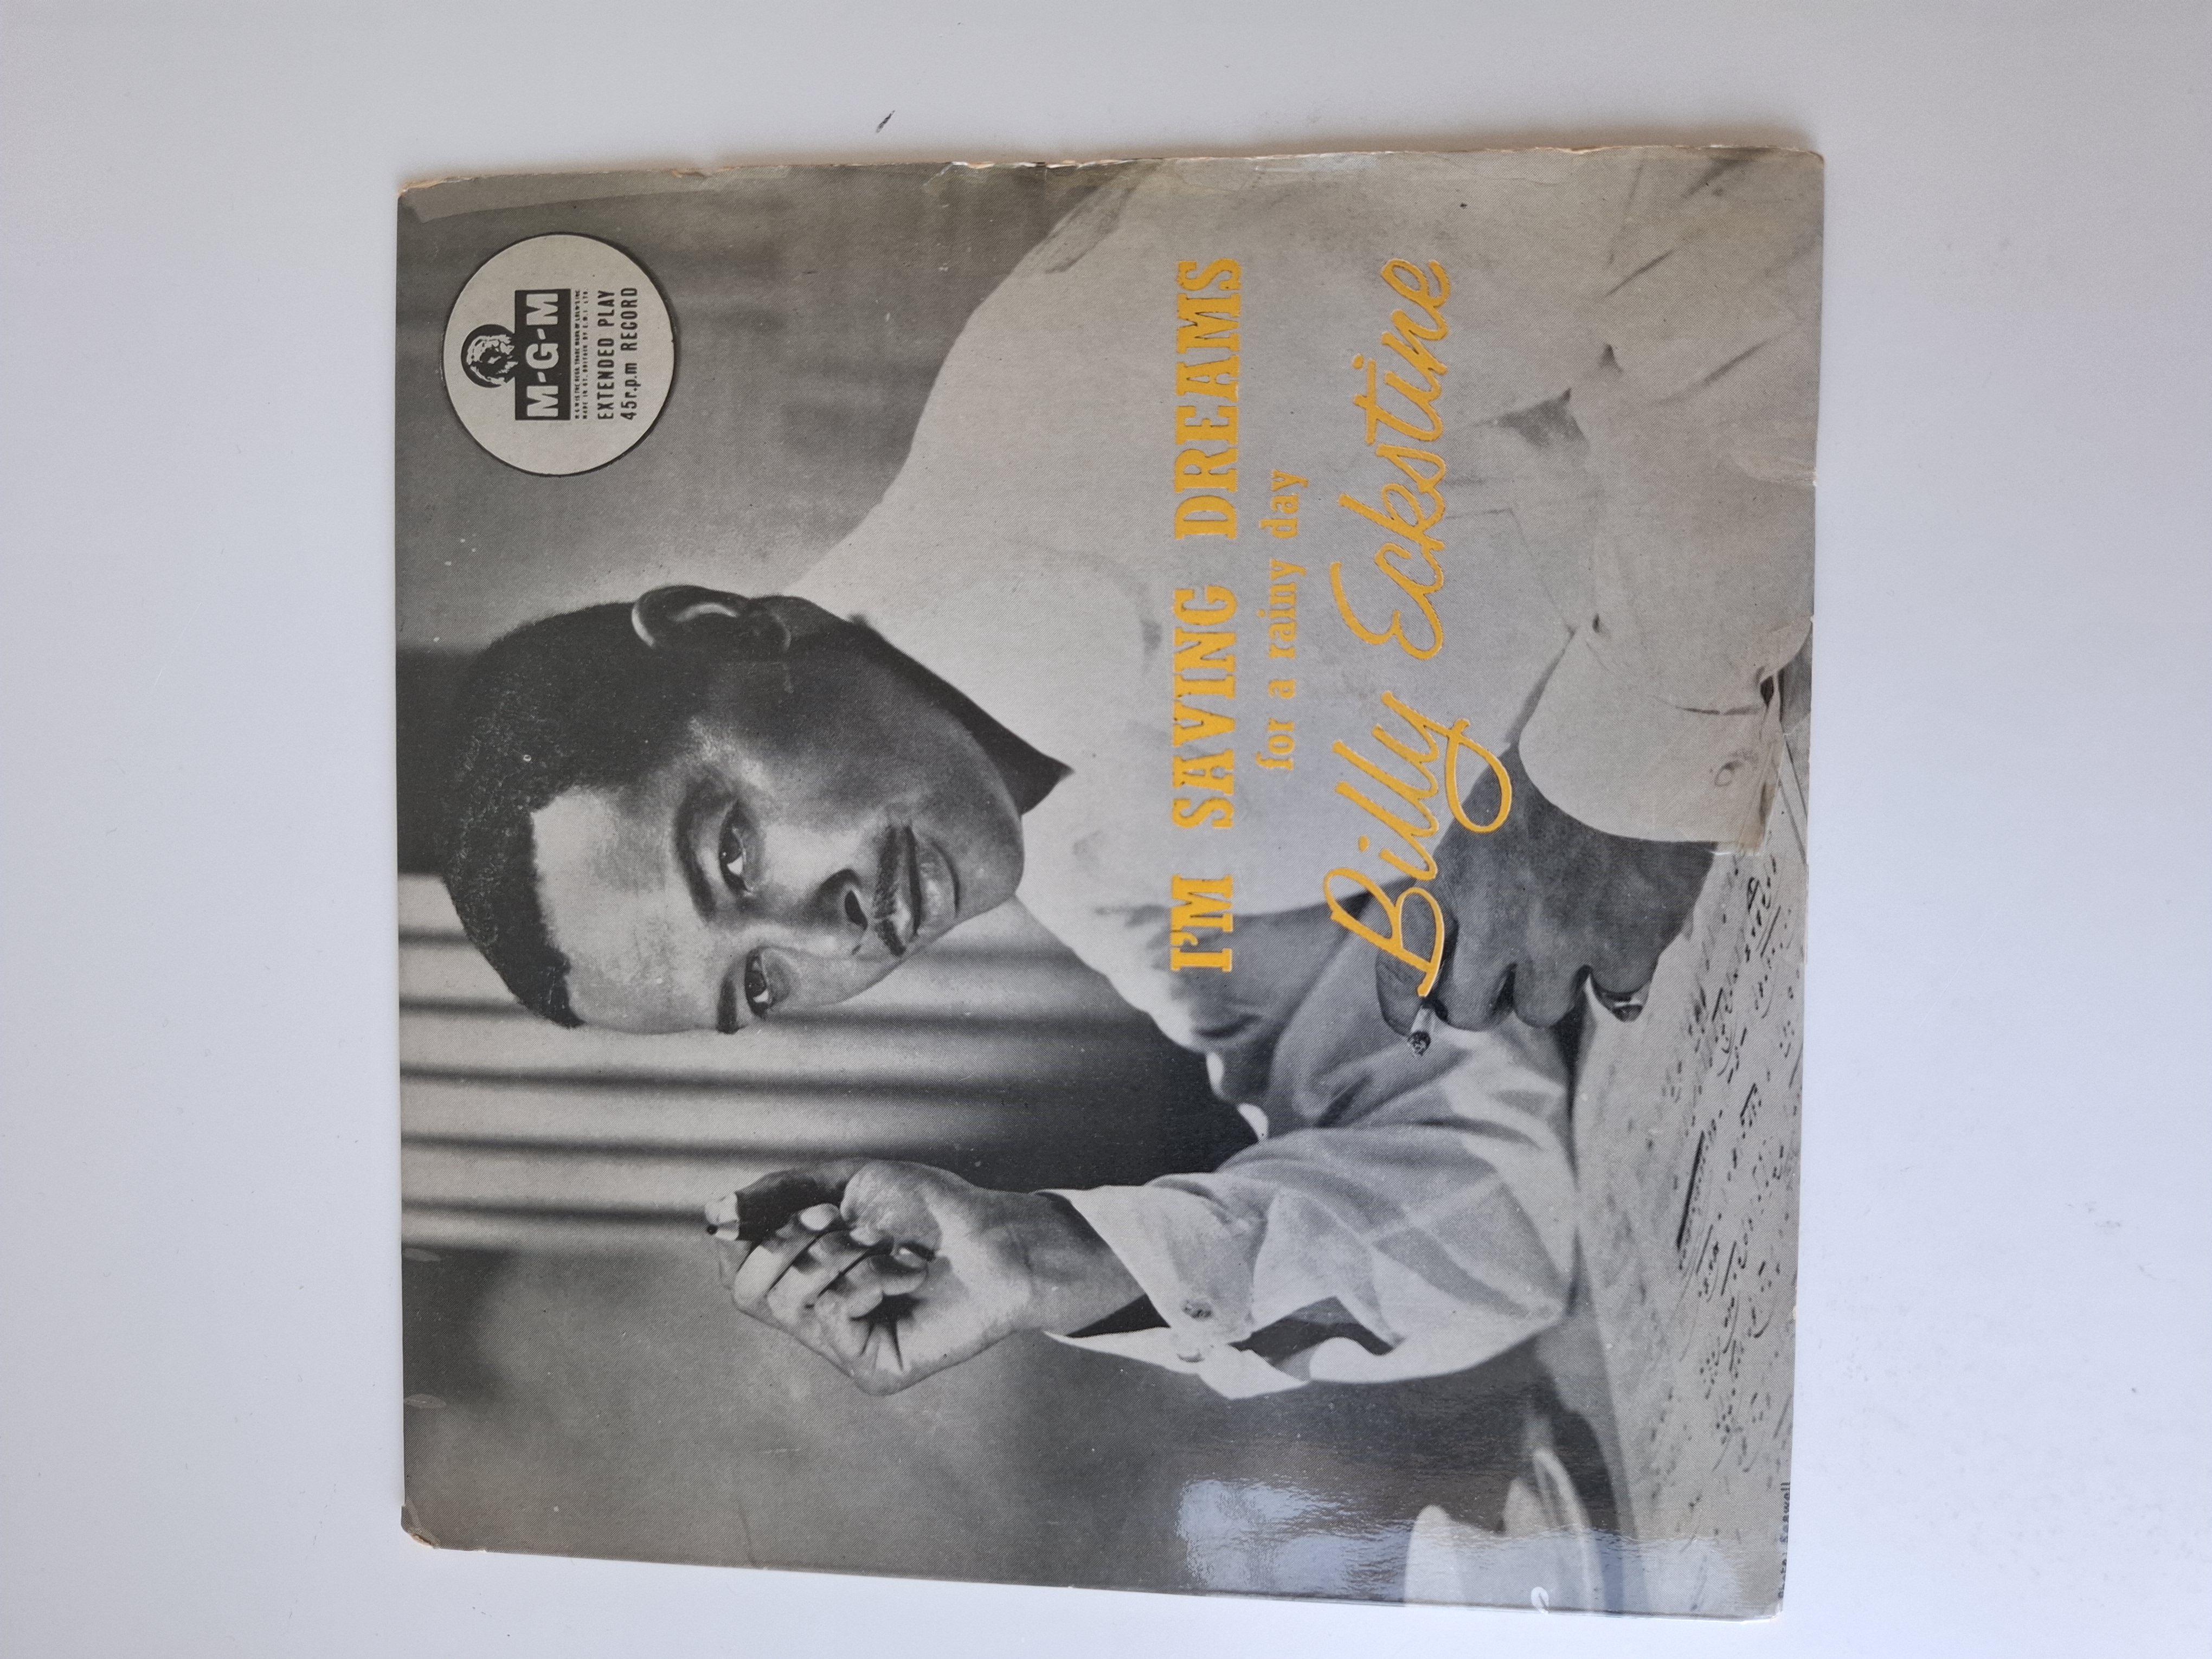 M-G-M
EXTENDED PLAY
45r.p.m RECORD
I'M SAVING DREAMS
for a rainy day
Billy Eckstine